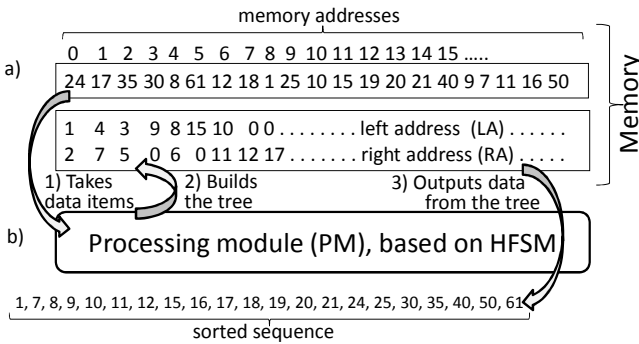 memory addresses
0 1 2 3 4 5 6 7 8 9 10 11 12 13 14 15 .....
a)
24 17 35 30 8 61 12 18 1 25 10 15 19 20 21 40 9 7 11 16 50
Memory
1 4 3 9 8 15 10 0 0 . . . . . . . . left address (LA) . . . . . .
2 7 5 0 6 0 11 12 17 . . . . . . right address (RA) . . . . .
1) Takes data items
2) Builds the tree
3) Outputs data from the tree
b)
Processing module (PM), based on HFSM
1, 7, 8, 9, 10, 11, 12, 15, 16, 17, 18, 19, 20, 21, 24, 25, 30, 35, 40, 50, 61
sorted sequence